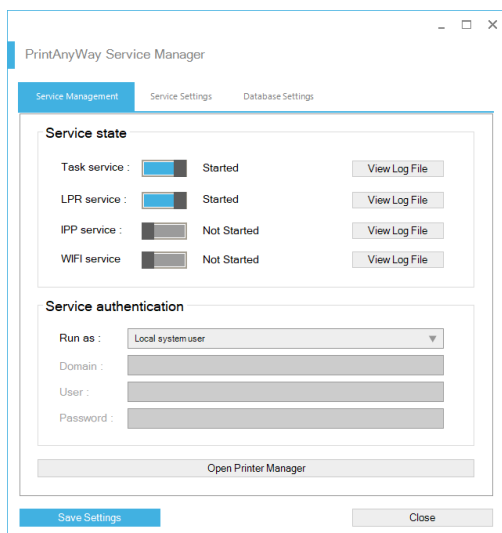 PrintAnyWay Service Manager
Service Management Service Settings Database Settings
Service state
Task service : Started View Log File
LPR service : Started View Log File
IPP service : Not Started View Log File
WIFI service Not Started View Log File
Service authentication
Run as : Local system user
Domain :
User :
Password :
Open Printer Manager
Save Settings Close